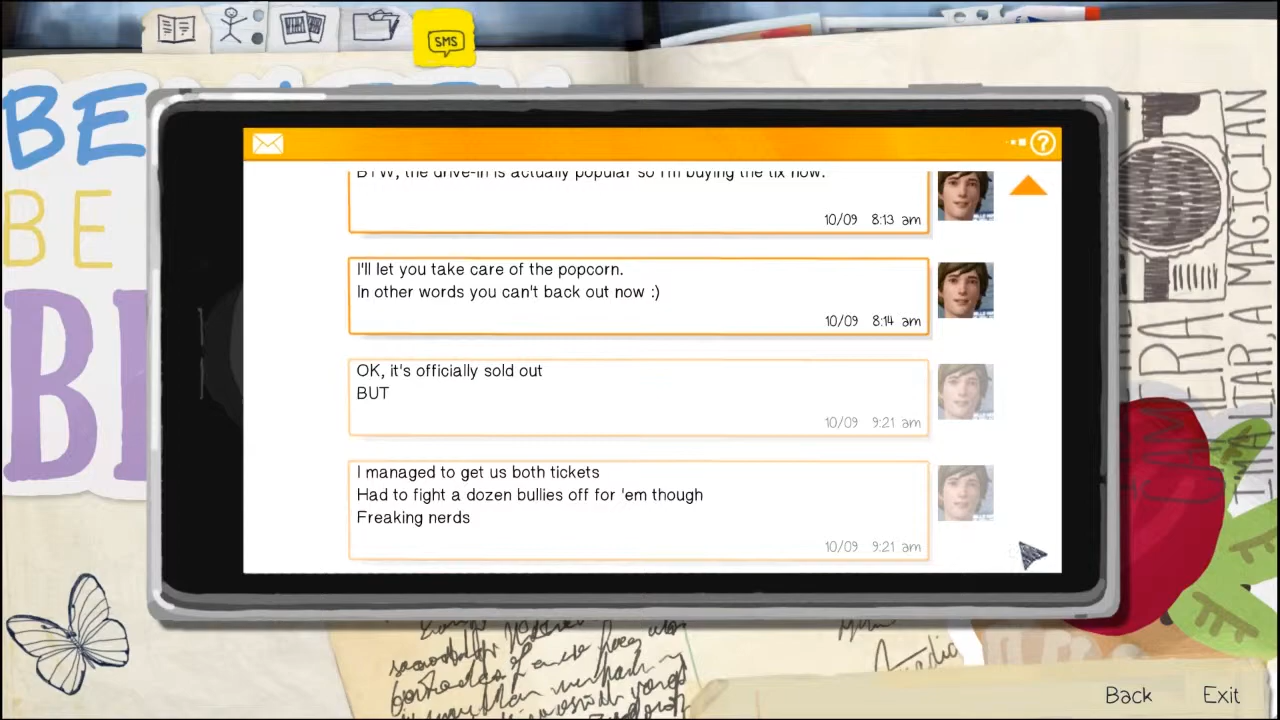 SMS
BE
BE
BTW, the drive-in is actually popular so I'm buying the tix now.
10/09 8:13 am
I'll let you take care of the popcorn.
In other words you can't back out now :)
10/09 8:14 am
OK, it's officially sold out
BUT
10/09 9:21 am
I managed to get us both tickets
Had to fight a dozen bullies off for 'em though
Freaking nerds
10/09 9:21 am
CAMERA
I'M A LIAR, A MAGICIAN
Back Exit